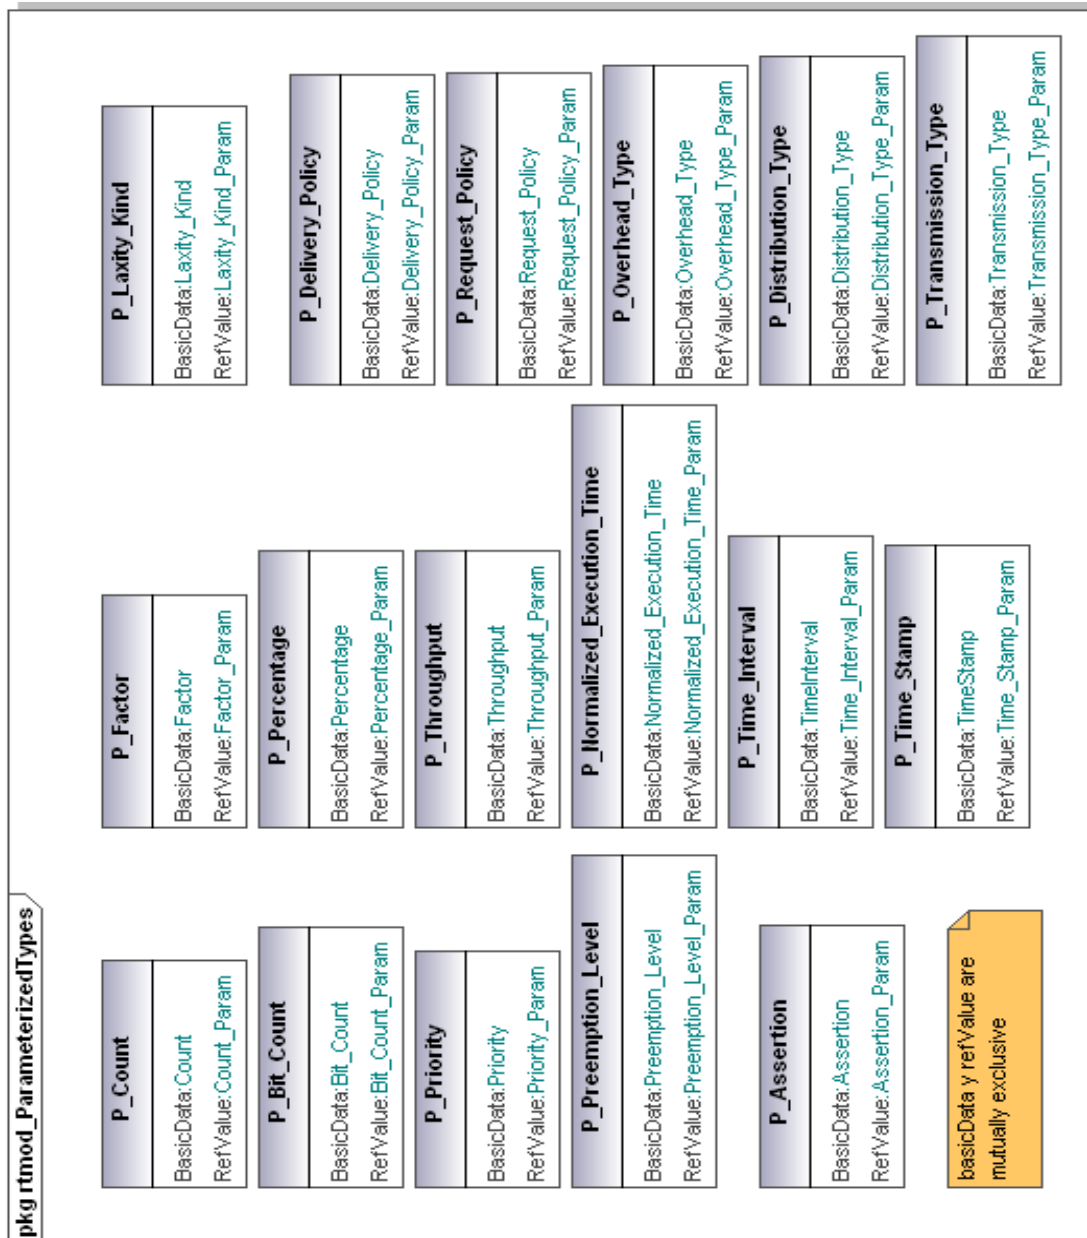 pkg rtmod_ParameterizedTypes
P_Count
BasicData:Count
RefValue:Count_Param
P_Bit_Count
BasicData:Bit_Count
RefValue:Bit_Count_Param
P_Priority
BasicData:Priority
RefValue:Priority_Param
P_Preemption_Level
BasicData:Preemption_Level
RefValue:Preemption_Level_Param
P_Assertion
BasicData:Assertion
RefValue:Assertion_Param
basicData y refValue are
mutually exclusive
P_Factor
BasicData:Factor
RefValue:Factor_Param
P_Percentage
BasicData:Percentage
RefValue:Percentage_Param
P_Throughput
BasicData:Throughput
RefValue:Throughput_Param
P_Normalized_Execution_Time
BasicData:Normalized_Execution_Time
RefValue:Normalized_Execution_Time_Param
P_Time_Interval
BasicData:TimeInterval
RefValue:Time_Interval_Param
P_Time_Stamp
BasicData:TimeStamp
RefValue:Time_Stamp_Param
P_Laxity_Kind
BasicData:Laxity_Kind
RefValue:Laxity_Kind_Param
P_Delivery_Policy
BasicData:Delivery_Policy
RefValue:Delivery_Policy_Param
P_Request_Policy
BasicData:Request_Policy
RefValue:Request_Policy_Param
P_Overhead_Type
BasicData:Overhead_Type
RefValue:Overhead_Type_Param
P_Distribution_Type
BasicData:Distribution_Type
RefValue:Distribution_Type_Param
P_Transmission_Type
BasicData:Transmission_Type
RefValue:Transmission_Type_Param